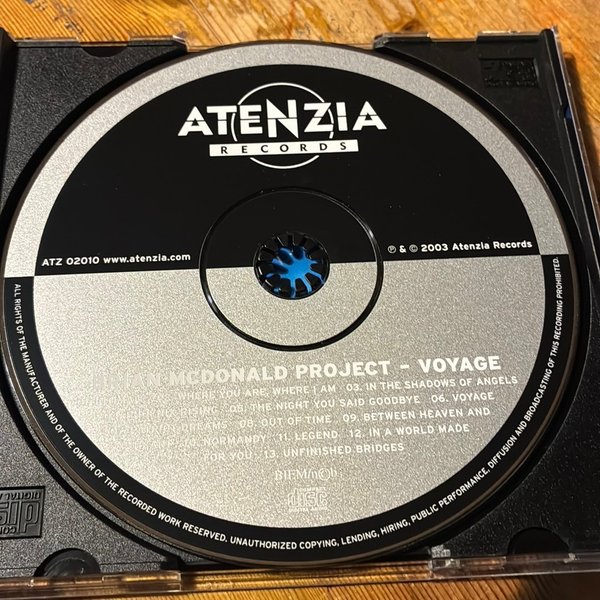 ATENZIA
RECORDS
ATZ 02010 www.atenzia.com
℗ & © 2003 Atenzia Records
MCDONALD PROJECT - VOYAGE
YOU ARE, WHERE I AM 03. IN THE SHADOWS OF ANGELS
THE NIGHT YOU SAID GOODBYE 06. VOYAGE
08. OUT OF TIME 09. BETWEEN HEAVEN AND
NORMANDY 11. LEGEND 12. IN A WORLD MADE
FOR YOU 13. UNFINISHED BRIDGES
BIEM/n©b
disc
DIGITAL AUDIO
ALL RIGHTS OF THE MANUFACTURER AND OF THE OWNER OF THE RECORDED WORK RESERVED. UNAUTHORIZED COPYING, LENDING, HIRING, PUBLIC PERFORMANCE, DIFFUSION AND BROADCASTING OF THIS RECORDING PROHIBITED.